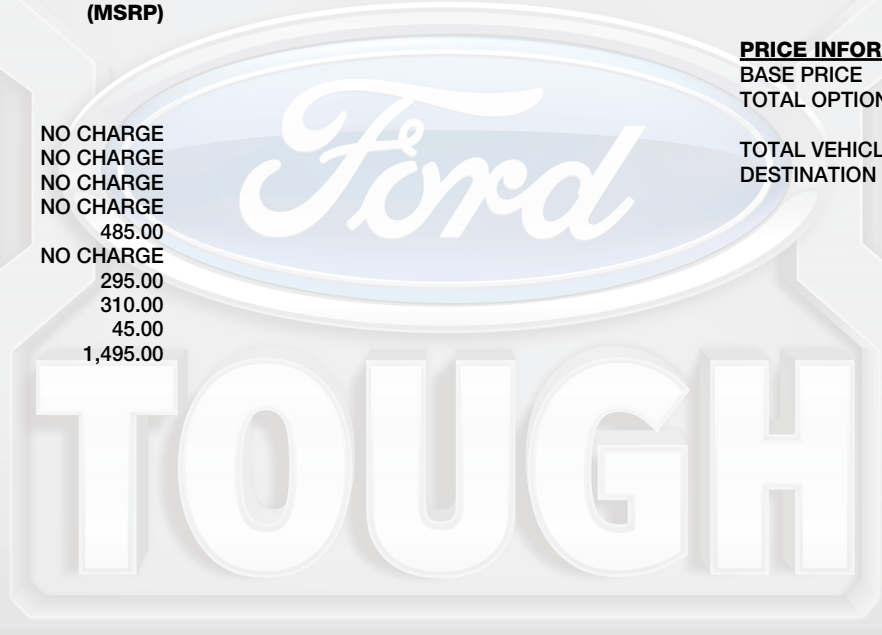 (MSRP)
NO CHARGE
NO CHARGE
NO CHARGE
NO CHARGE
485.00
NO CHARGE
295.00
310.00
45.00
1,495.00
PRICE INFOR
BASE PRICE
TOTAL OPTION
TOTAL VEHICL
DESTINATION
Ford
TOUGH